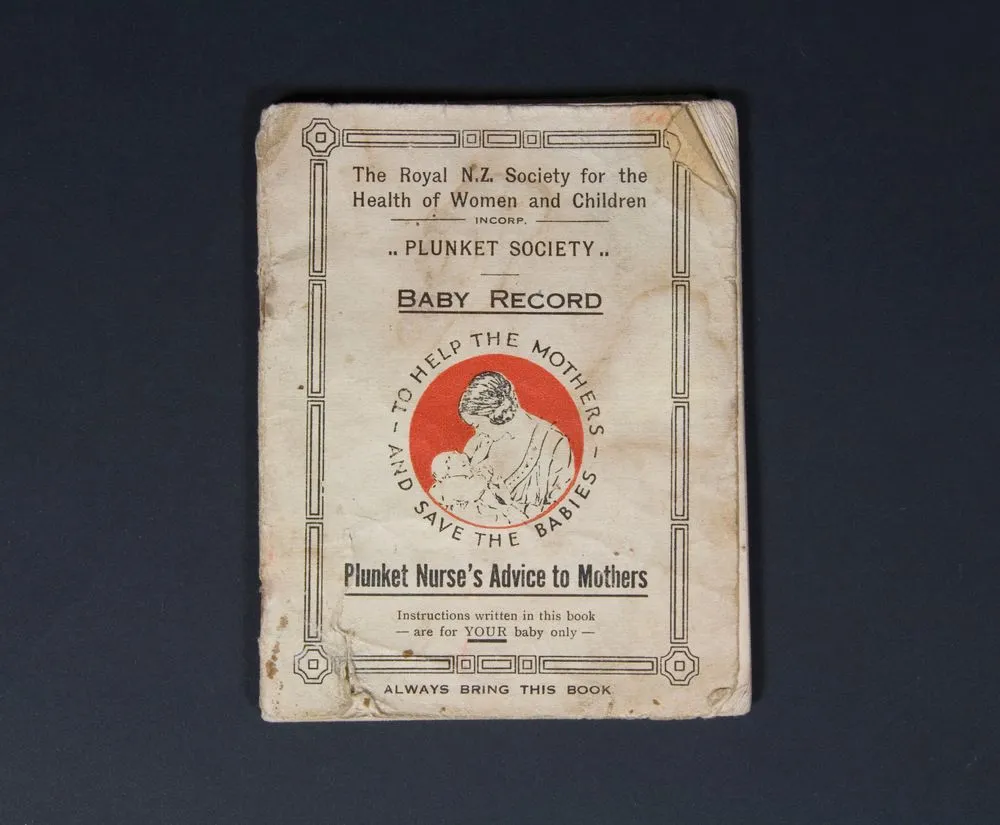 The Royal N.Z. Society for the
Health of Women and Children
INCORP.
„ PLUNKET SOCIETY „
BABY RECORD
– TO HELP THE MOTHERS –
AND SAVE THE BABIES
Plunket Nurse's Advice to Mothers
Instructions written in this book
— are for YOUR baby only —
ALWAYS BRING THIS BOOK